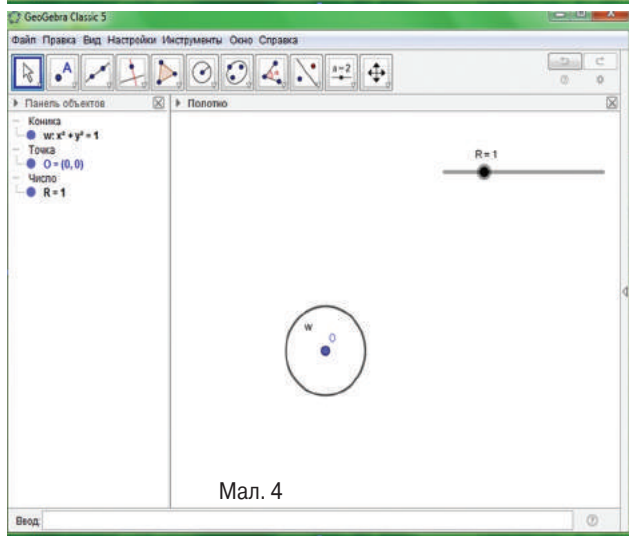 GeoGebra Classic 5
Файл Правка Вид Настройки Инструменты Окно Справка
A
a=2
Панель объектов
Полотно
Коника
w: x² + y² = 1
Точка
O = (0, 0)
Число
R = 1
R = 1
w
O
Мал. 4
Ввод: